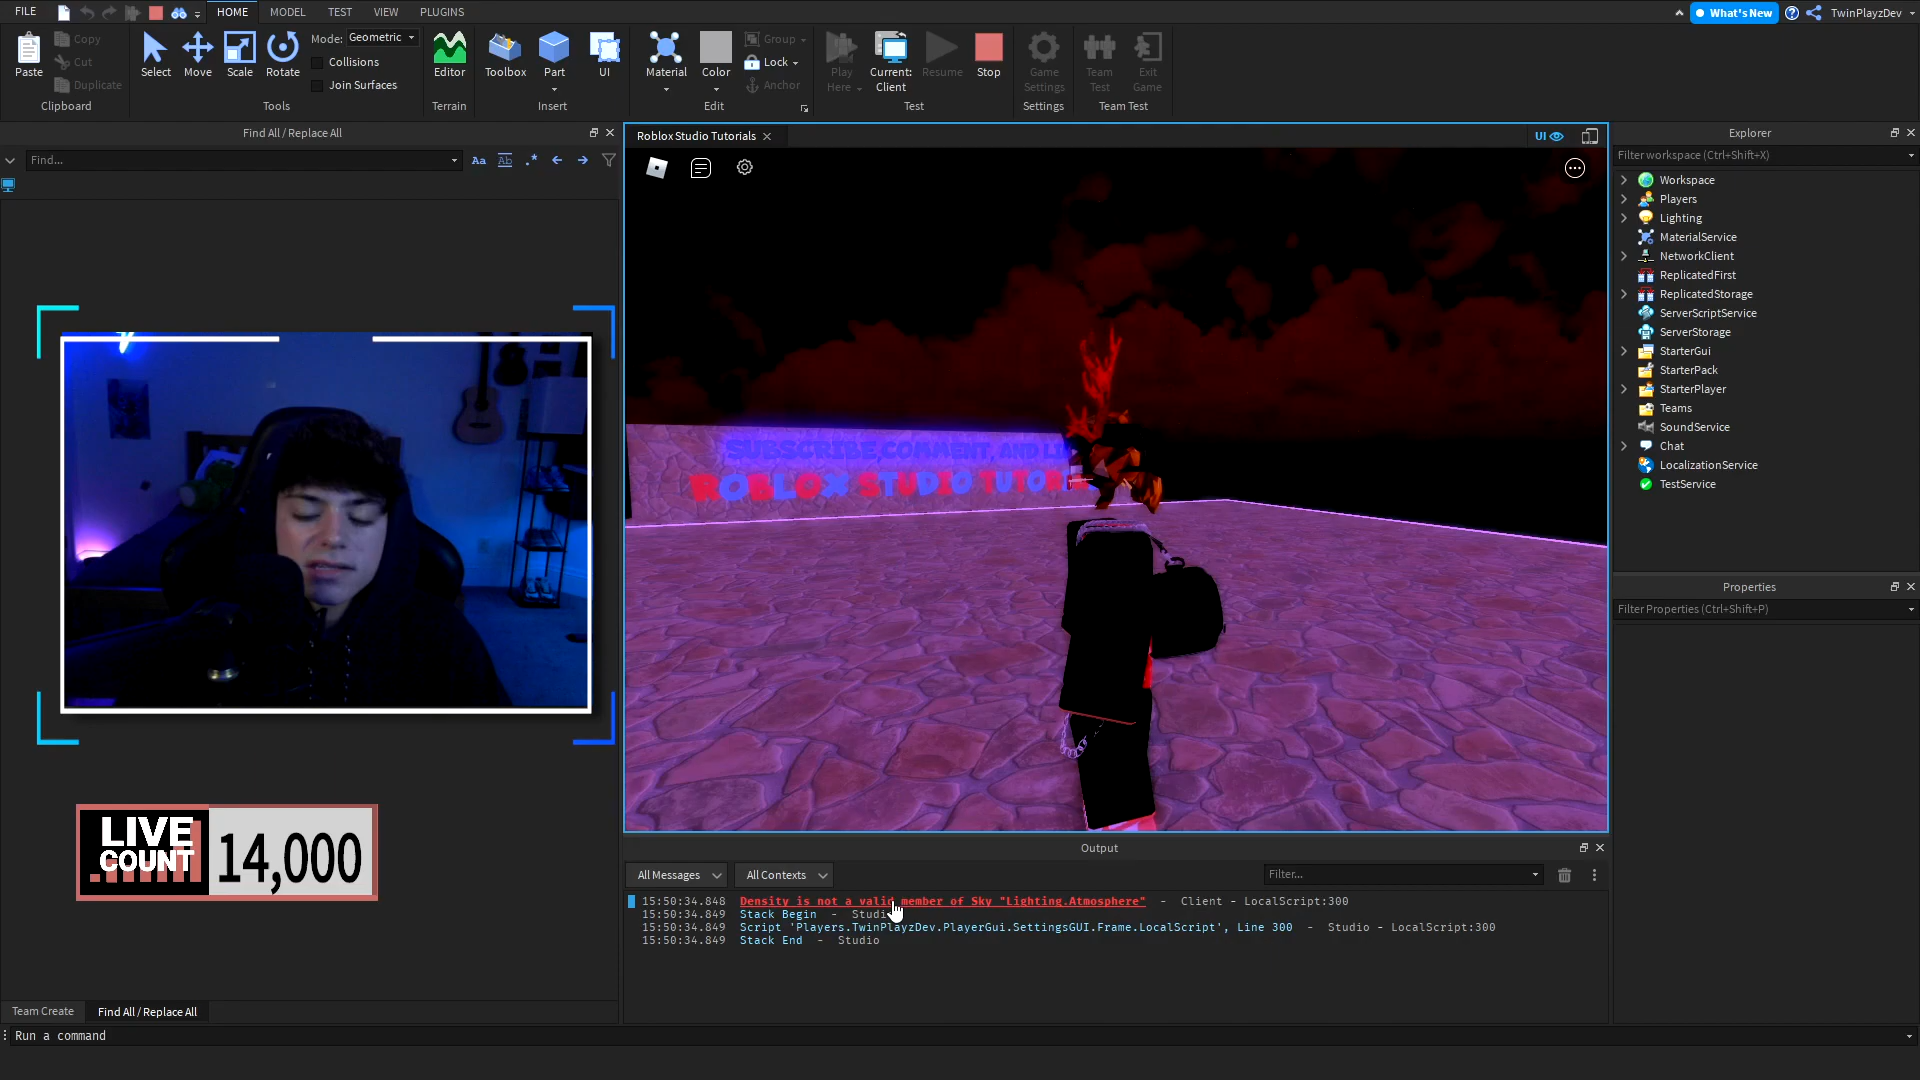 FILE
HOME
MODEL
TEST
VIEW
PLUGINS
What's New
TwinPlayzDev
Paste
Copy
Cut
Duplicate
Clipboard
Select
Move
Scale
Rotate
Mode: Geometric
Collisions
Join Surfaces
Tools
Editor
Terrain
Toolbox
Part
UI
Insert
Material
Color
Group
Lock
Anchor
Edit
Play
Here
Current:
Client
Resume
Stop
Test
Game
Settings
Settings
Team
Test
Exit
Game
Team Test
Find All / Replace All
Find...
Aa
Ab
.*
Roblox Studio Tutorials
UI
SUBSCRIBE, COMMENT, AND LI
ROBLOX STUDIO TUTOR
LIVE
COUNT
14,000
Output
All Messages
All Contexts
Filter...
15:50:34.848 Density is not a valid member of Sky "Lighting.Atmosphere" - Client - LocalScript:300
15:50:34.849 Stack Begin - Studio
15:50:34.849 Script 'Players.TwinPlayzDev.PlayerGui.SettingsGUI.Frame.LocalScript', Line 300 - Studio - LocalScript:300
15:50:34.849 Stack End - Studio
Explorer
Filter workspace (Ctrl+Shift+X)
Workspace
Players
Lighting
MaterialService
NetworkClient
ReplicatedFirst
ReplicatedStorage
ServerScriptService
ServerStorage
StarterGui
StarterPack
StarterPlayer
Teams
SoundService
Chat
LocalizationService
TestService
Properties
Filter Properties (Ctrl+Shift+P)
Team Create
Find All / Replace All
Run a command